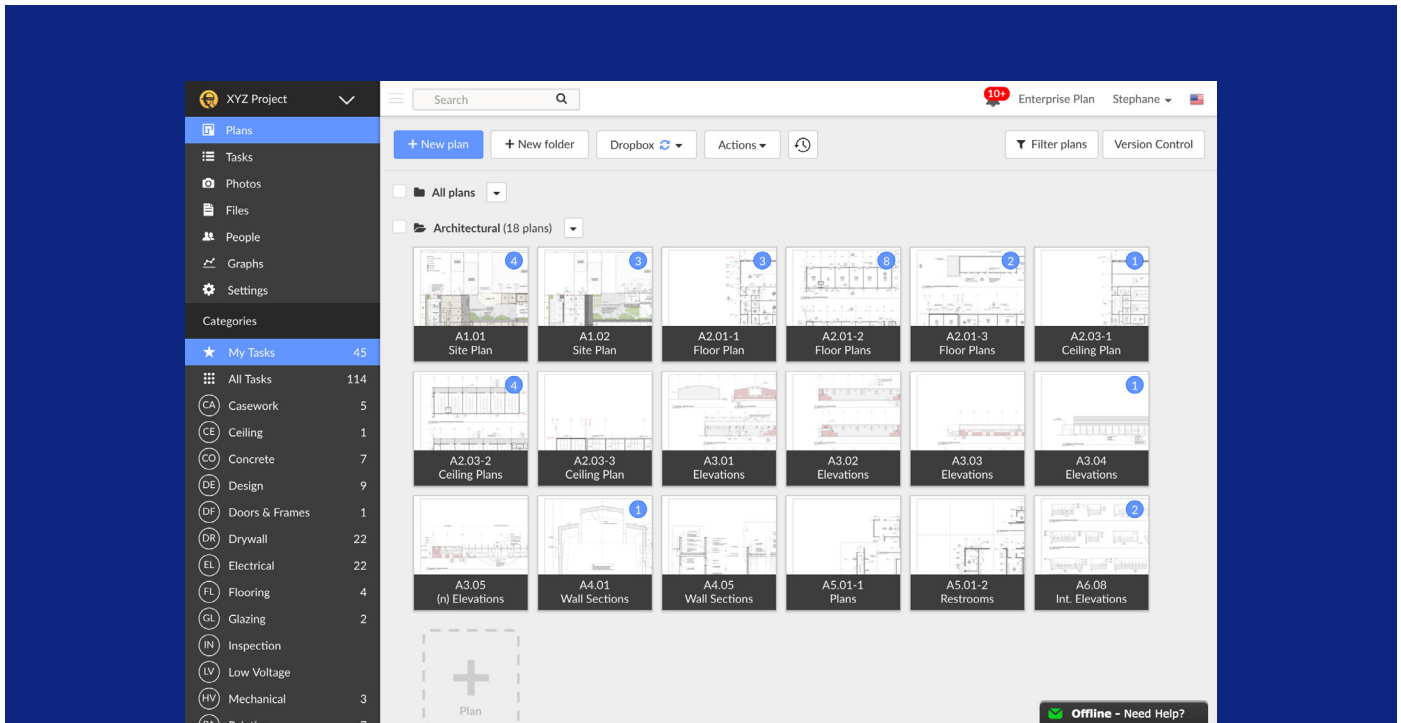 XYZ Project
Search
10+
Enterprise Plan
Stephane
Plans
Tasks
Photos
Files
People
Graphs
Settings
Categories
My Tasks 45
All Tasks 114
CA Casework 5
CE Ceiling 1
CO Concrete 7
DE Design 9
DF Doors & Frames 1
DR Drywall 22
EL Electrical 22
FL Flooring 4
GL Glazing 2
IN Inspection
LV Low Voltage
HV Mechanical 3
+ New plan
+ New folder
Dropbox
Actions
Filter plans
Version Control
All plans
Architectural (18 plans)
4
A1.01
Site Plan
3
A1.02
Site Plan
3
A2.01-1
Floor Plan
8
A2.01-2
Floor Plans
2
A2.01-3
Floor Plans
1
A2.03-1
Ceiling Plan
4
A2.03-2
Ceiling Plans
A2.03-3
Ceiling Plan
A3.01
Elevations
A3.02
Elevations
A3.03
Elevations
1
A3.04
Elevations
A3.05
(n) Elevations
1
A4.01
Wall Sections
A4.05
Wall Sections
A5.01-1
Plans
A5.01-2
Restrooms
2
A6.08
Int. Elevations
Plan
Offline - Need Help?